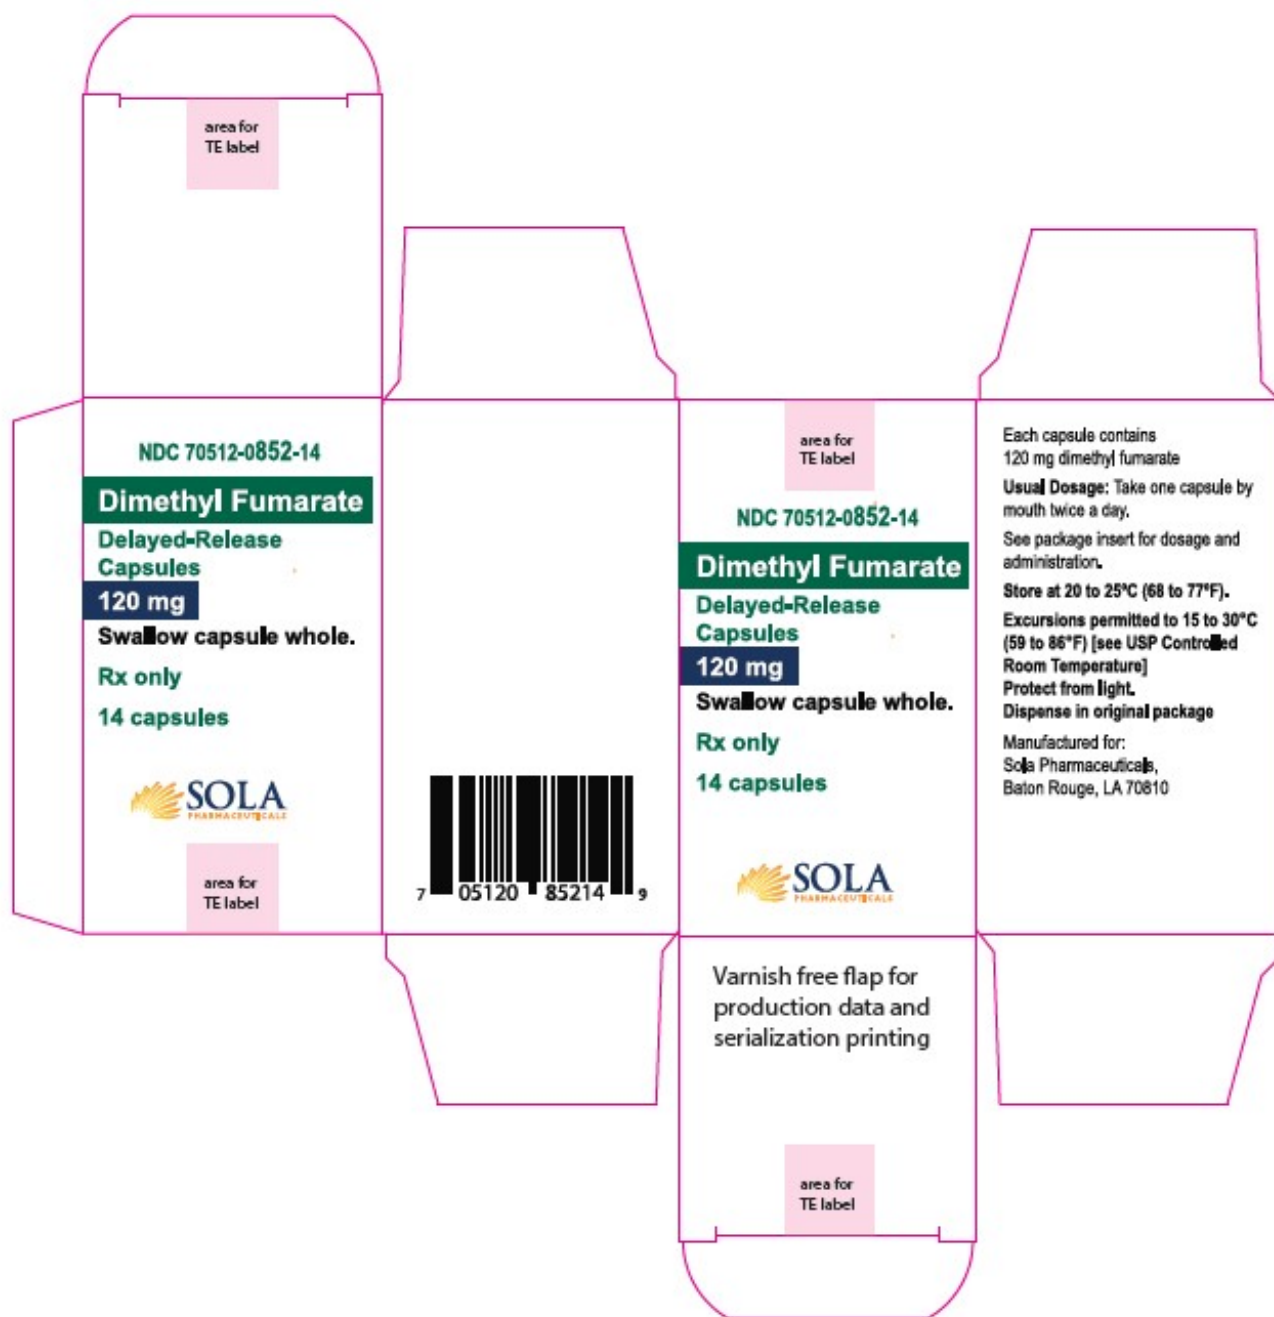 area for
TE label
NDC 70512-0852-14
Dimethyl Fumarate
Delayed-Release
Capsules
120 mg
Swallow capsule whole.
Rx only
14 capsules
SOLA
PHARMACEUTICALS
area for
TE label
7 05120 85214 9
area for
TE label
NDC 70512-0852-14
Dimethyl Fumarate
Delayed-Release
Capsules
120 mg
Swallow capsule whole.
Rx only
14 capsules
SOLA
PHARMACEUTICALS
Varnish free flap for
production data and
serialization printing
area for
TE label
Each capsule contains
120 mg dimethyl fumarate
Usual Dosage: Take one capsule by
mouth twice a day.
See package insert for dosage and
administration.
Store at 20 to 25°C (68 to 77°F).
Excursions permitted to 15 to 30°C
(59 to 86°F) [see USP Controlled
Room Temperature]
Protect from light.
Dispense in original package
Manufactured for:
Sola Pharmaceuticals,
Baton Rouge, LA 70810